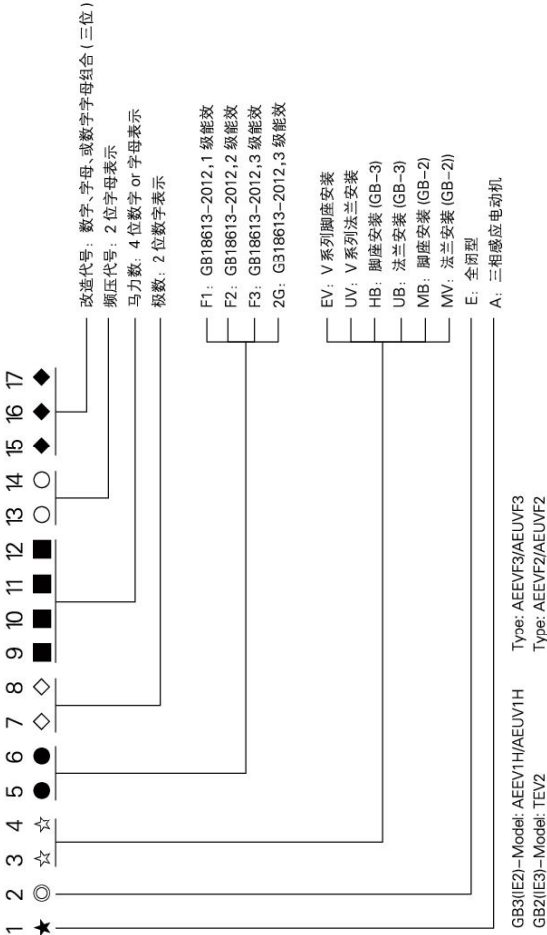 1 2 3 4 5 6 7 8 9 10 11 12 13 14 15 16 17
改造代号：数字、字母、或数字字母组合（三位）
频压代号：2 位字母表示
马力数：4 位数字 or 字母表示
极数：2 位数字表示
F1：GB18613-2012,1 级能效
F2：GB18613-2012,2 级能效
F3：GB18613-2012,3 级能效
2G：GB18613-2012,3 级能效
EV：V 系列脚座安装
UV：V 系列法兰安装
HB：脚座安装 (GB-3)
UB：法兰安装 (GB-3)
MB：脚座安装 (GB-2)
MV：法兰安装 (GB-2))
E：全闭型
A：三相感应电动机
GB3(IE2)-Model: AEEV1H/AEUV1H Type: AEEVF3/AEUVF3
GB2(IE3)-Model: TEV2 Type: AEEVF2/AEUVF2